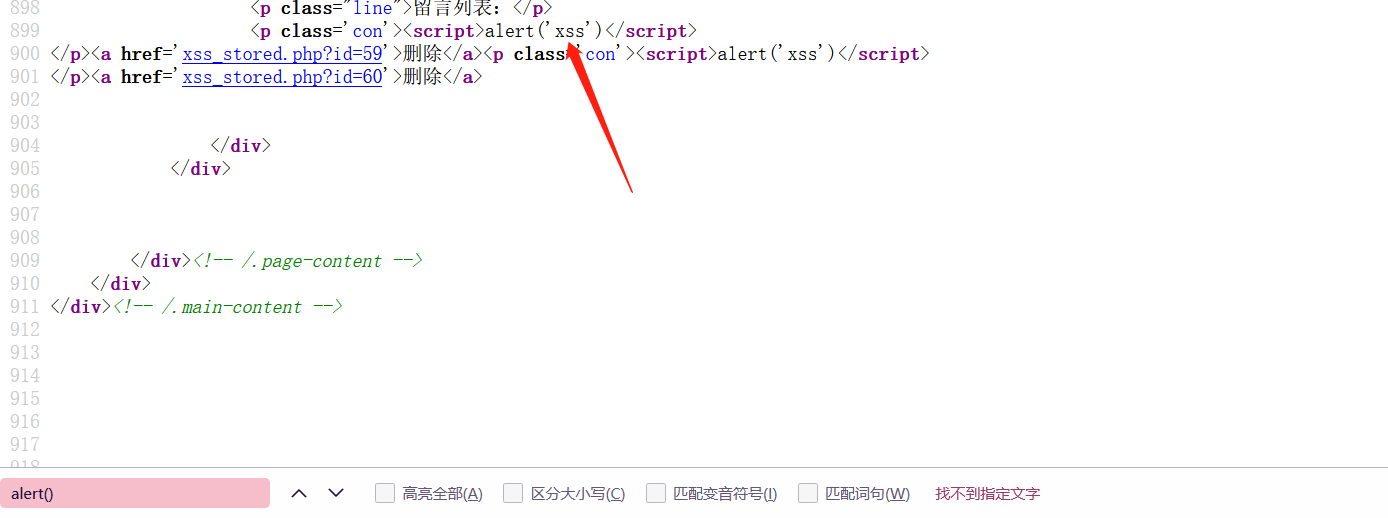 898 <p class="line">留言列表：</p>
899 <p class='con'><script>alert('xss')</script>
900 </p><a href='xss_stored.php?id=59'>删除</a><p class='con'><script>alert('xss')</script>
901 </p><a href='xss_stored.php?id=60'>删除</a>
902
903
904 </div>
905 </div>
906
907
908
909 </div><!-- /.page-content -->
910 </div>
911 </div><!-- /.main-content -->
912
913
914
915
916
917
918
alert() 高亮全部(A) 区分大小写(C) 匹配变音符号(I) 匹配词句(W) 找不到指定文字